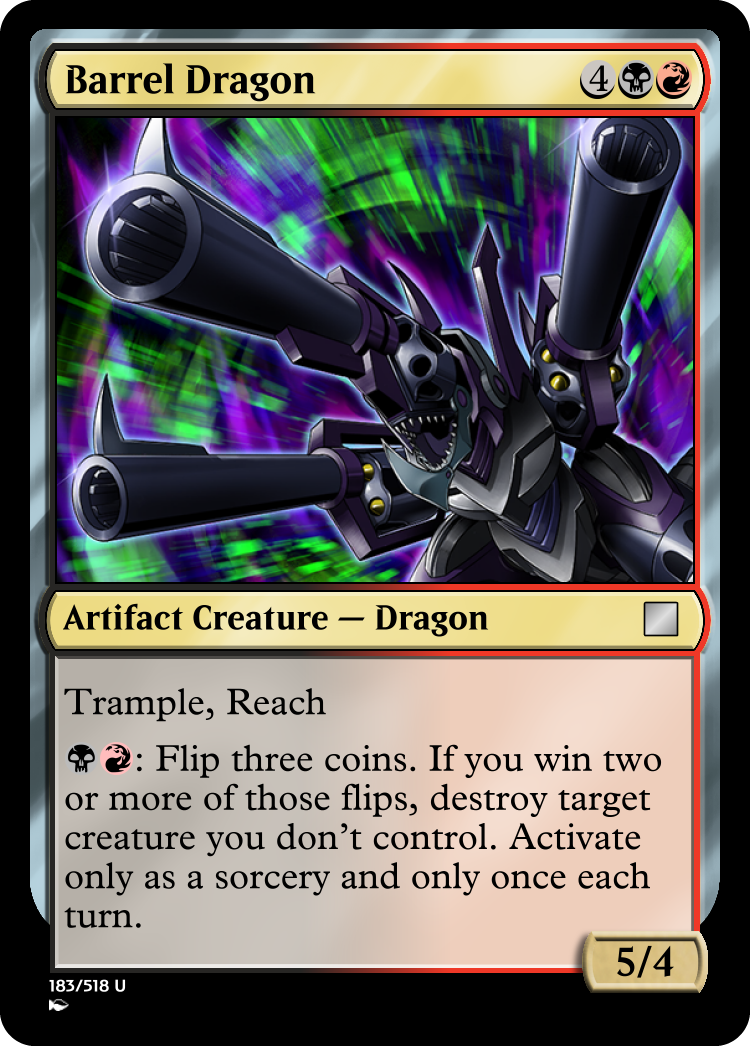 Barrel Dragon 4
Artifact Creature — Dragon
Trample, Reach
: Flip three coins. If you win two
or more of those flips, destroy target
creature you don’t control. Activate
only as a sorcery and only once each
turn.
5/4
183/518 U